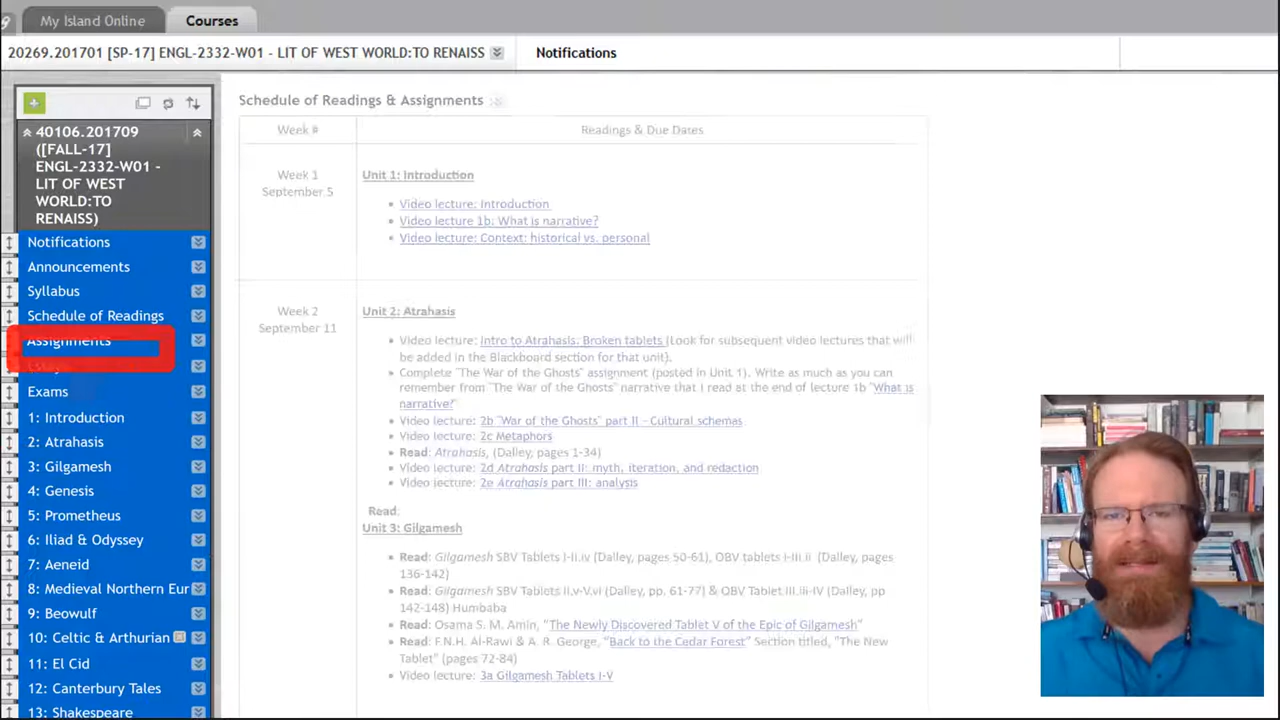 My Island Online
Courses
20269.201701 [SP-17] ENGL-2332-W01 - LIT OF WEST WORLD:TO RENAISS
Notifications
40106.201709
([FALL-17]
ENGL-2332-W01 -
LIT OF WEST
WORLD:TO
RENAISS)
Notifications
Announcements
Syllabus
Schedule of Readings
Assignments
Essays
Exams
1: Introduction
2: Atrahasis
3: Gilgamesh
4: Genesis
5: Prometheus
6: Iliad & Odyssey
7: Aeneid
8: Medieval Northern Eur
9: Beowulf
10: Celtic & Arthurian
11: El Cid
12: Canterbury Tales
13: Shakespeare
Schedule of Readings & Assignments
Week #
Readings & Due Dates
Week 1
September 5
Unit 1: Introduction
Video lecture: Introduction
Video lecture 1b: What is narrative?
Video lecture: Context: historical vs. personal
Week 2
September 11
Unit 2: Atrahasis
Video lecture: Intro to Atrahasis. Broken tablets (Look for subsequent video lectures that will
be added in the Blackboard section for that unit).
Complete "The War of the Ghosts" assignment (posted in Unit 1). Write as much as you can
remember from "The War of the Ghosts" narrative that I read at the end of lecture 1b "What is
narrative?"
Video lecture: 2b "War of the Ghosts" part II - Cultural schemas
Video lecture: 2c Metaphors
Read: Atrahasis, (Dalley, pages 1-34)
Video lecture: 2d Atrahasis part II: myth, iteration, and redaction
Video lecture: 2e Atrahasis part III: analysis
Read:
Unit 3: Gilgamesh
Read: Gilgamesh SBV Tablets I-II.iv (Dalley, pages 50-61), OBV tablets I-III.ii (Dalley, pages
136-142)
Read: Gilgamesh SBV Tablets II.v-V.vi (Dalley, pp. 61-77) & OBV Tablet III.iii-IV (Dalley, pp
142-148) Humbaba
Read: Osama S. M. Amin, "The Newly Discovered Tablet V of the Epic of Gilgamesh"
Read: F.N.H. Al-Rawi & A. R. George, "Back to the Cedar Forest" Section titled, "The New
Tablet" (pages 72-84)
Video lecture: 3a Gilgamesh Tablets I-V